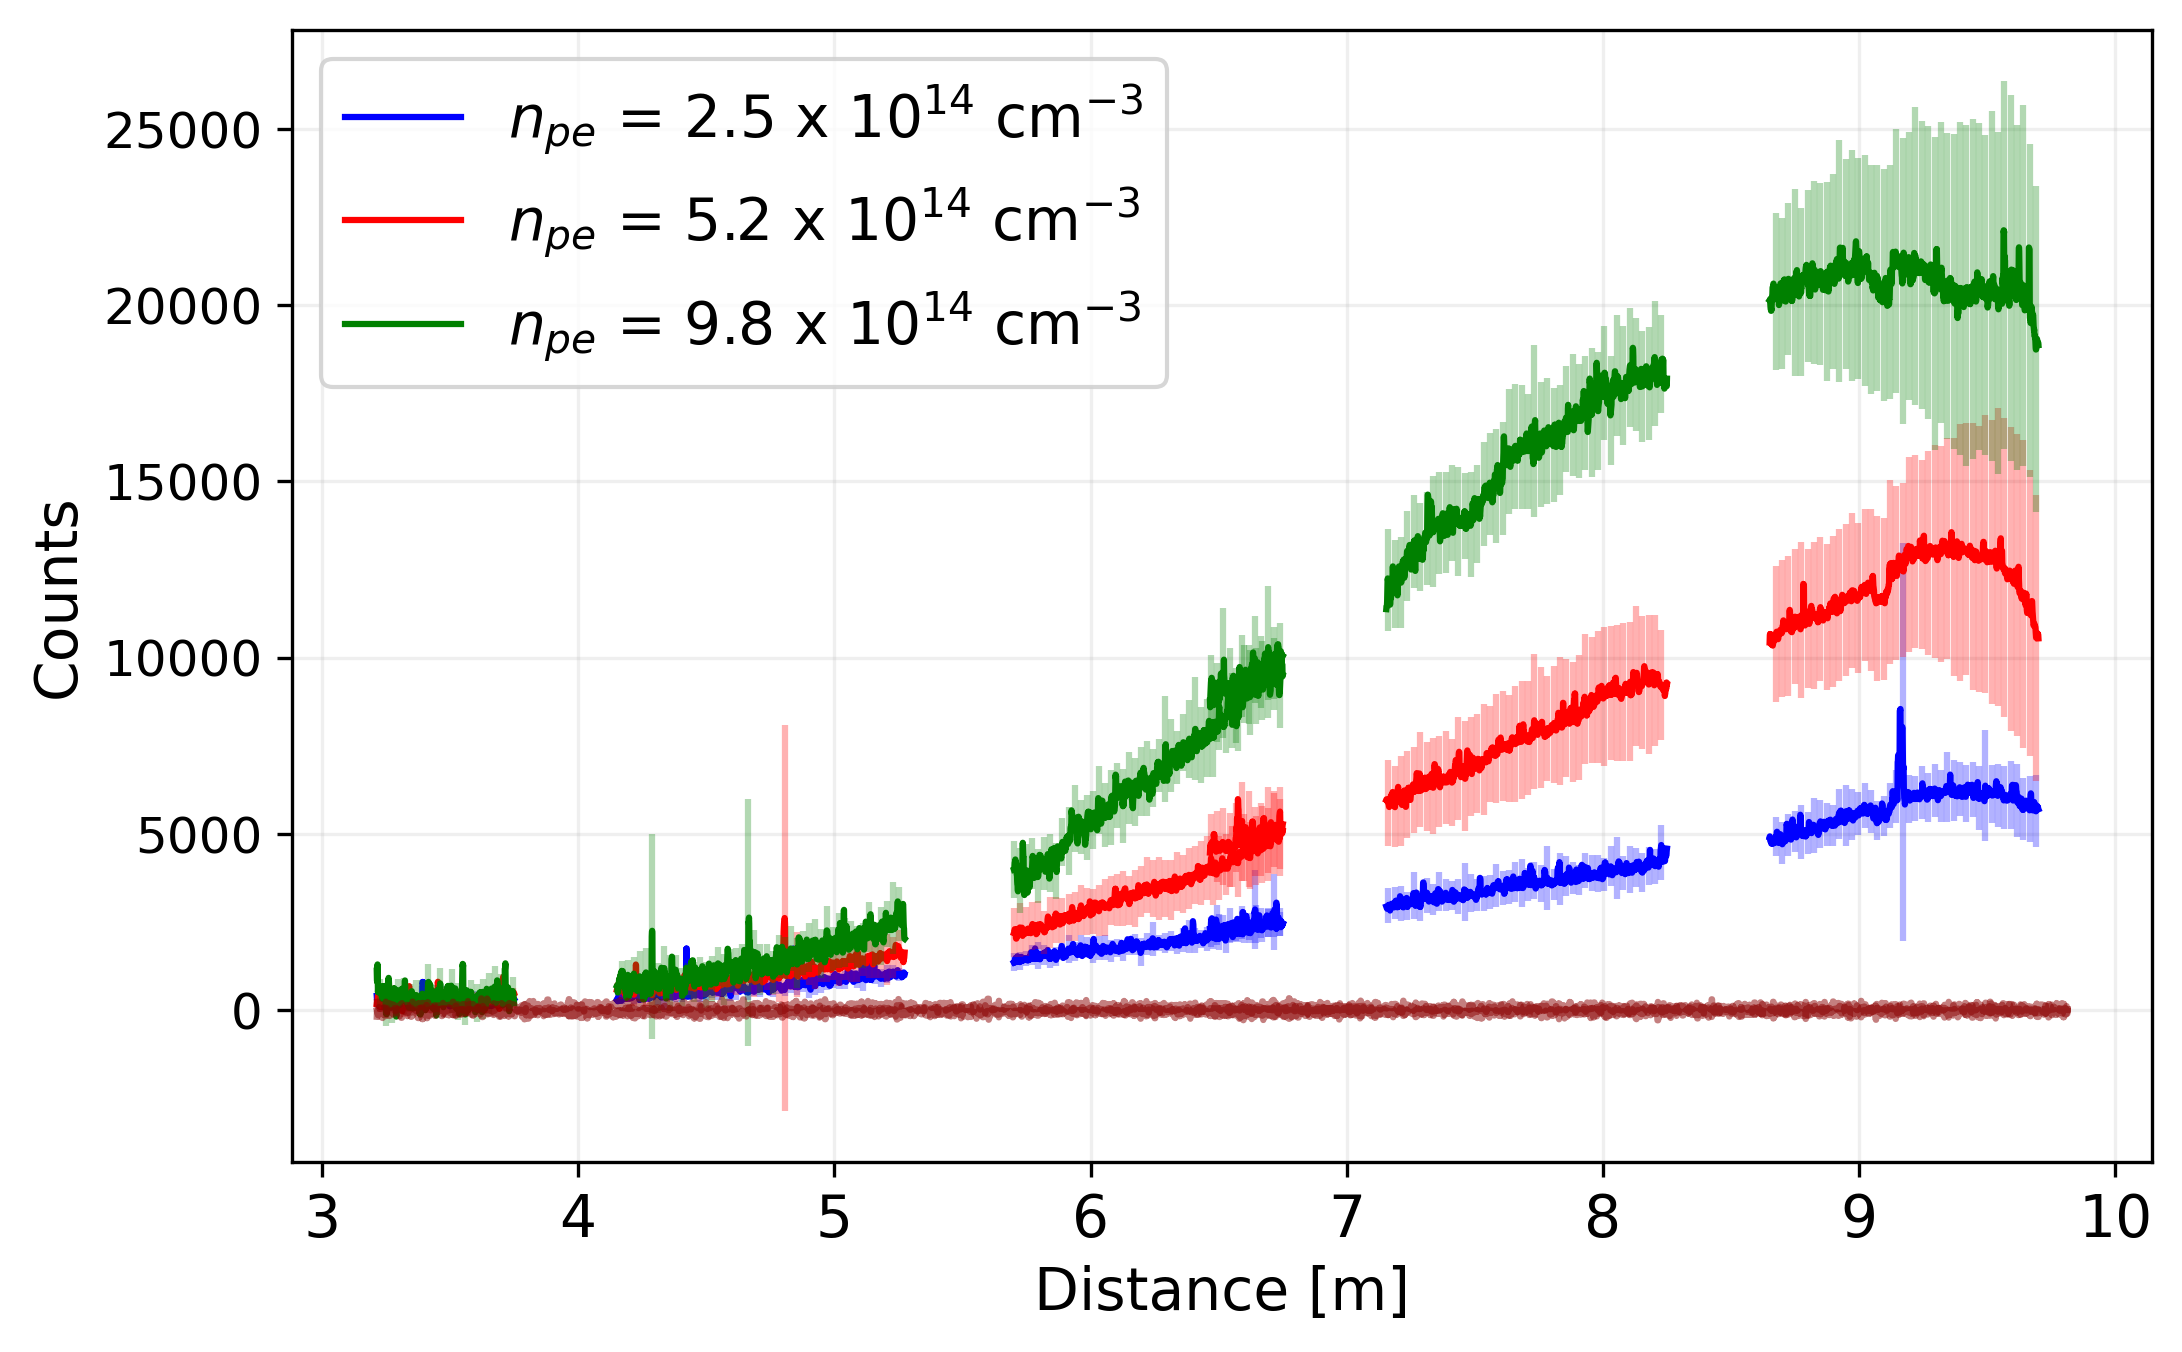 n_pe = 2.5 x 10^14 cm^−3
n_pe = 5.2 x 10^14 cm^−3
n_pe = 9.8 x 10^14 cm^−3
25000
20000
15000
10000
5000
0
Counts
3 4 5 6 7 8 9 10
Distance [m]